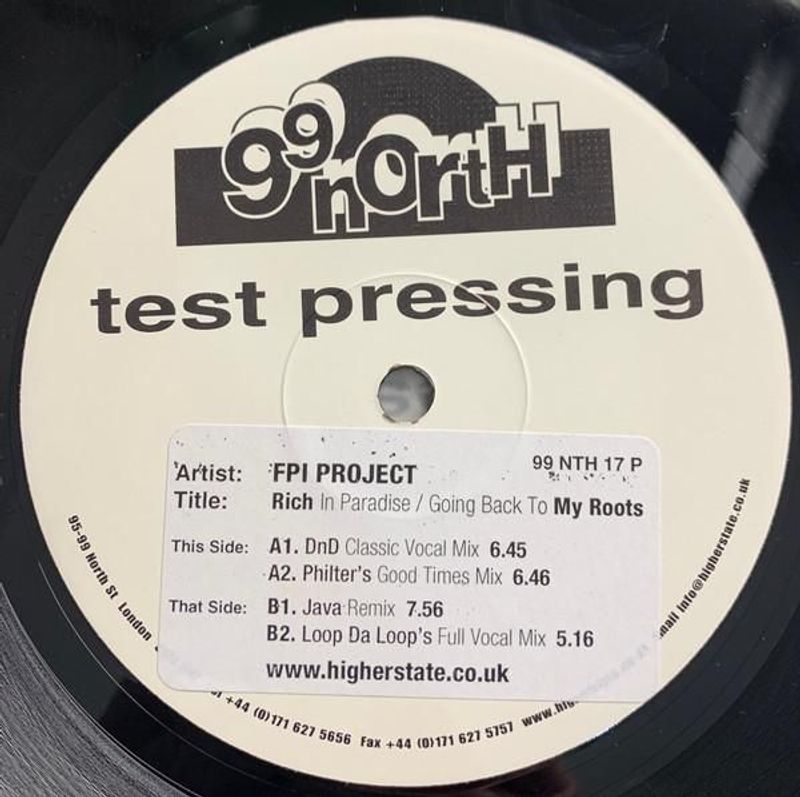 99 north
test pressing
Artist: FPI PROJECT 99 NTH 17 P
Title: Rich In Paradise / Going Back To My Roots
This Side: A1. DnD Classic Vocal Mix 6.45
A2. Philter's Good Times Mix 6.46
That Side: B1. Java Remix 7.56
B2. Loop Da Loop's Full Vocal Mix 5.16
www.higherstate.co.uk
95-99 North St London
+44 (0)171 627 5656 Fax +44 (0)171 627 5757
info@higherstate.co.uk